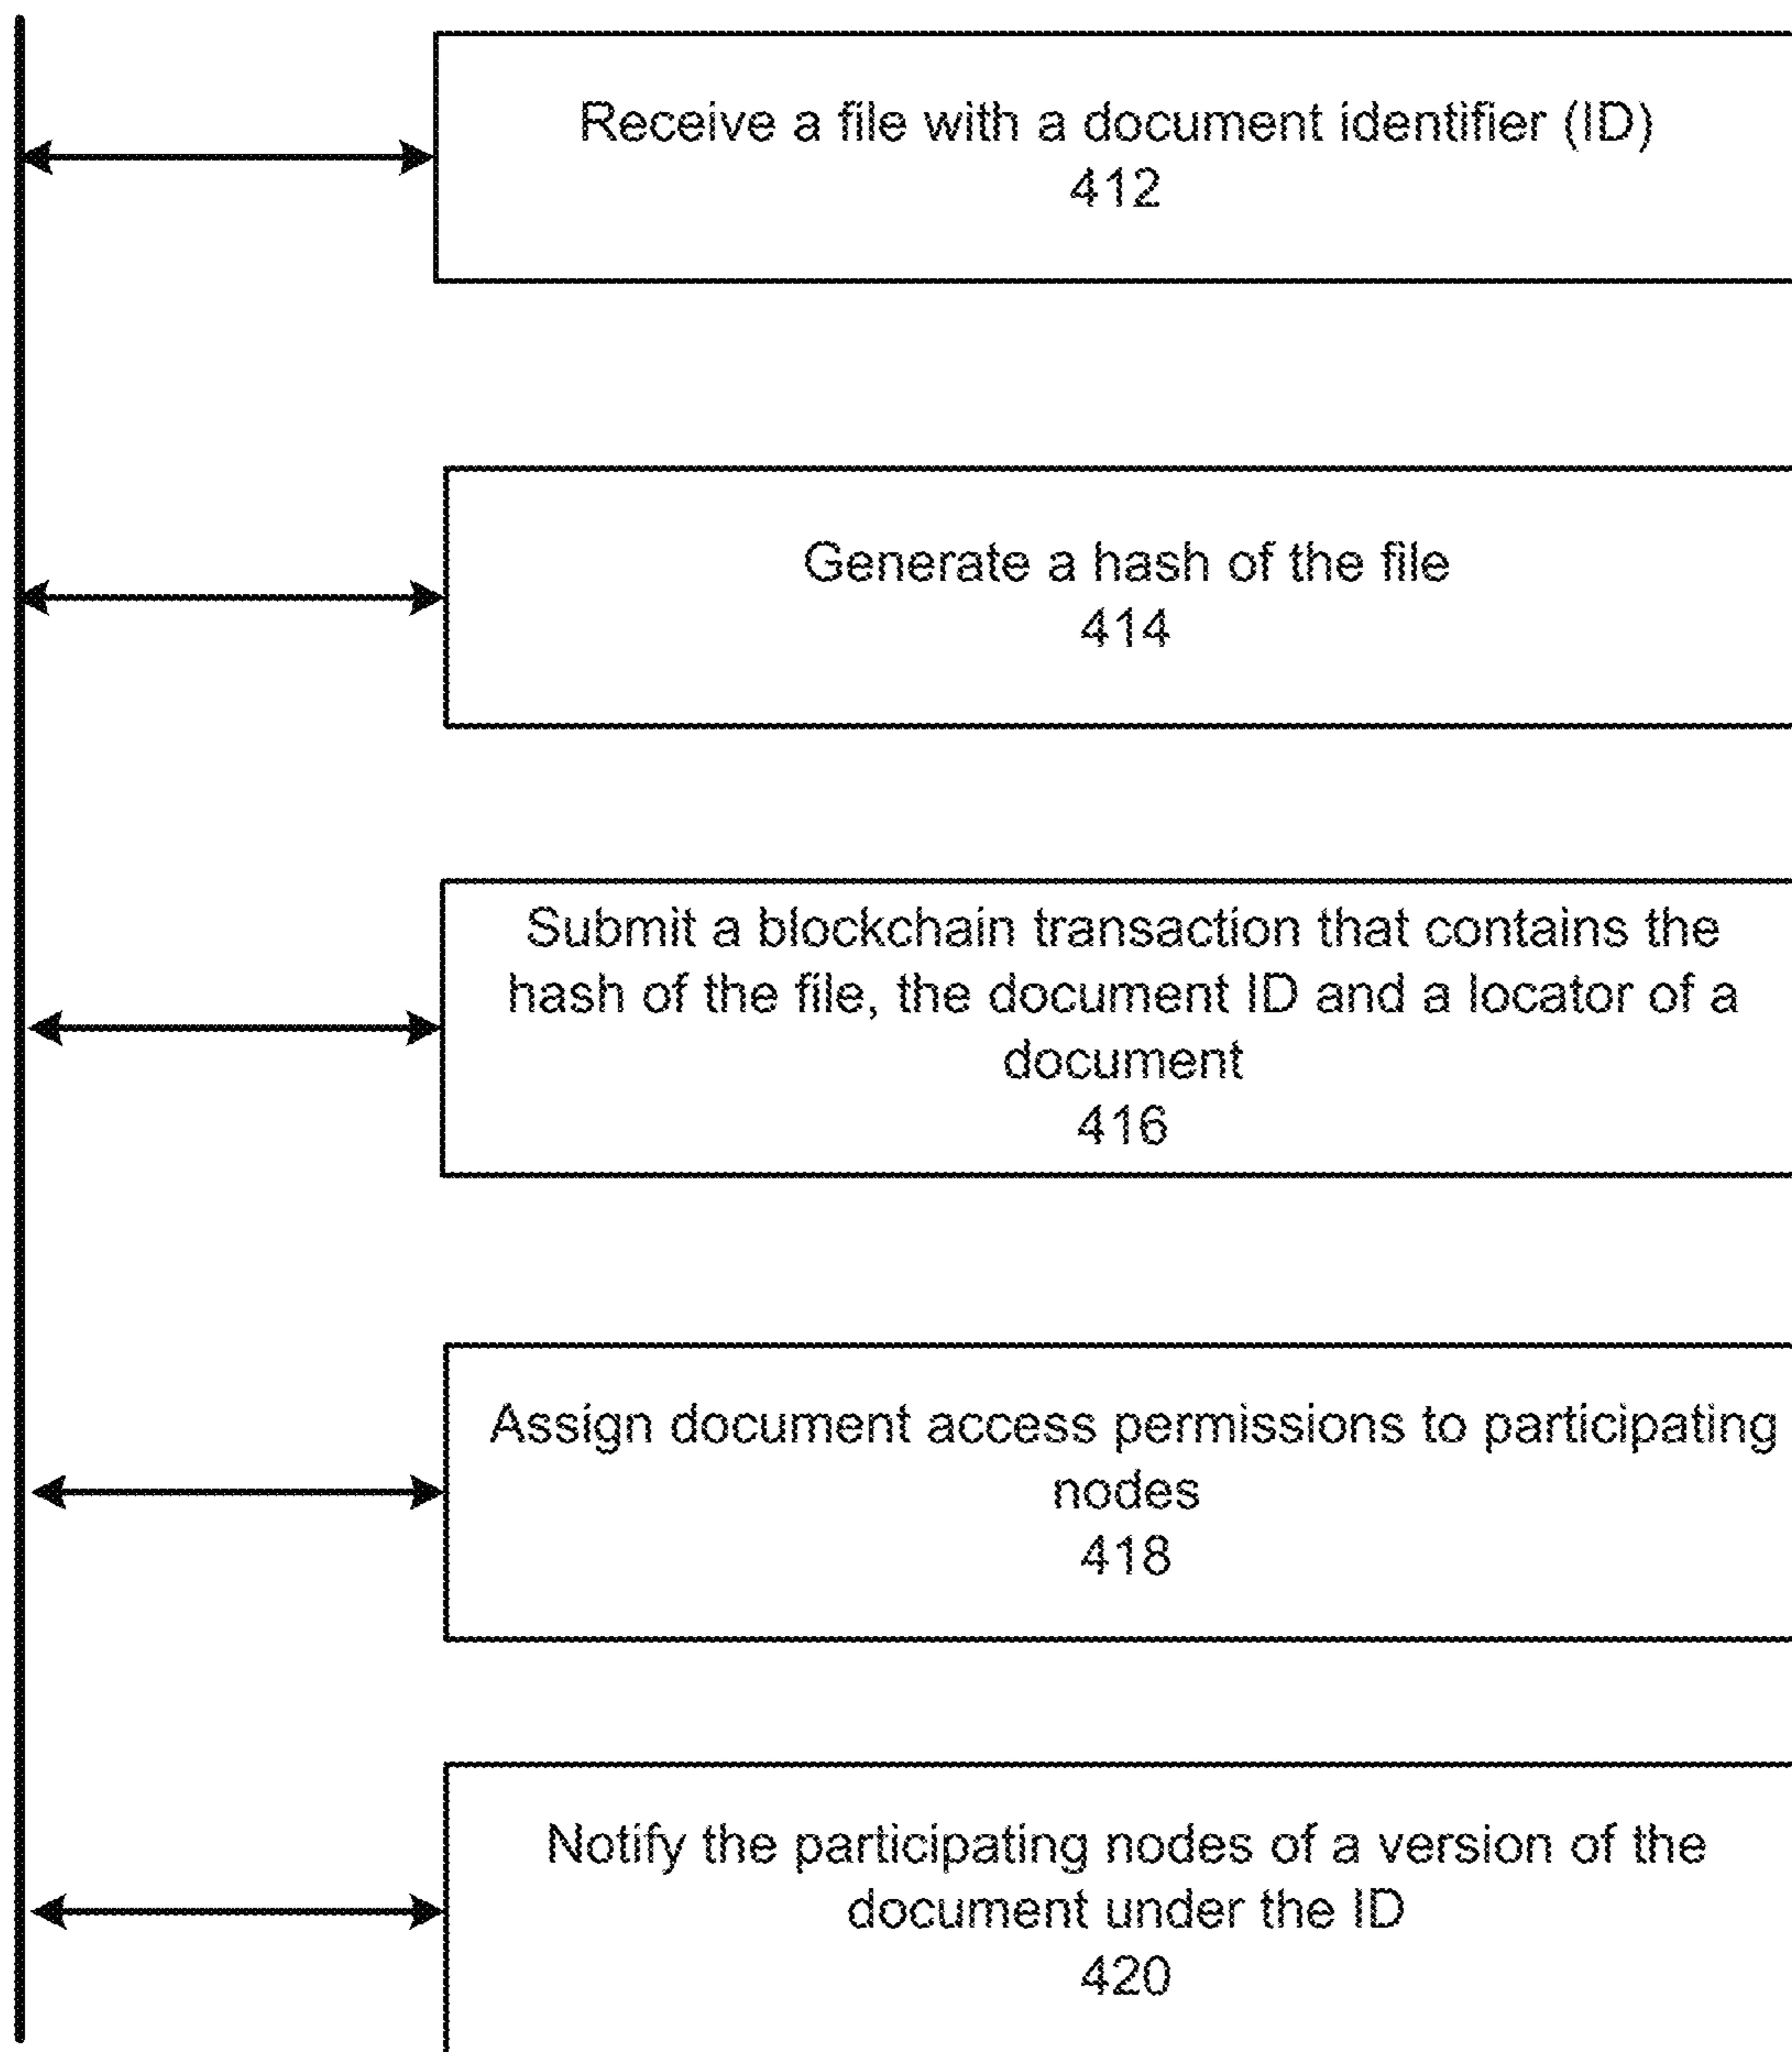 Receive a file with a document identifier (ID)
412
Generate a hash of the file
414
Submit a blockchain transaction that contains the
hash of the file, the document ID and a locator of a
document
416
Assign document access permissions to participating
nodes
418
Notify the participating nodes of a version of the
document under the ID
420